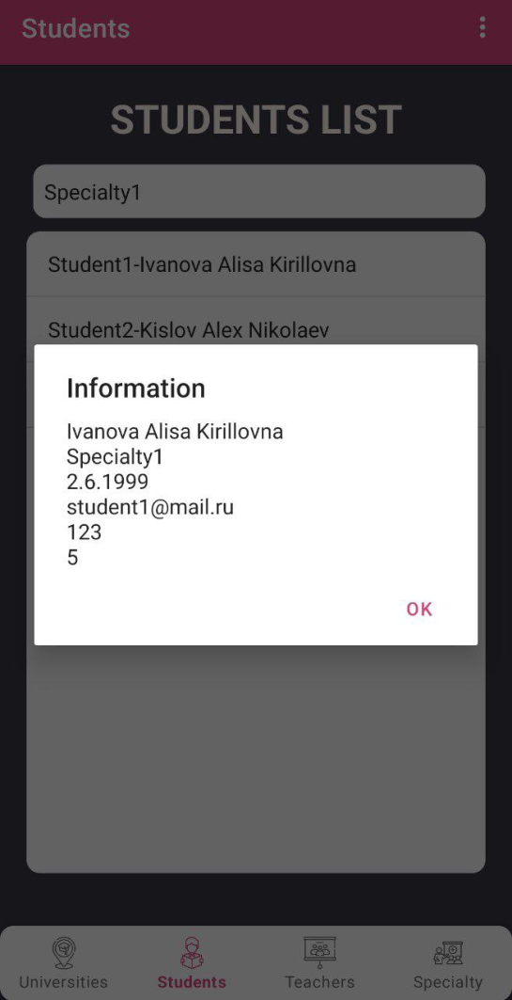 Students
STUDENTS LIST
Specialty1
Student1-Ivanova Alisa Kirillovna
Student2-Kislov Alex Nikolaev
Information
Ivanova Alisa Kirillovna
Specialty1
2.6.1999
student1@mail.ru
123
5
OK
Universities
Students
Teachers
Specialty